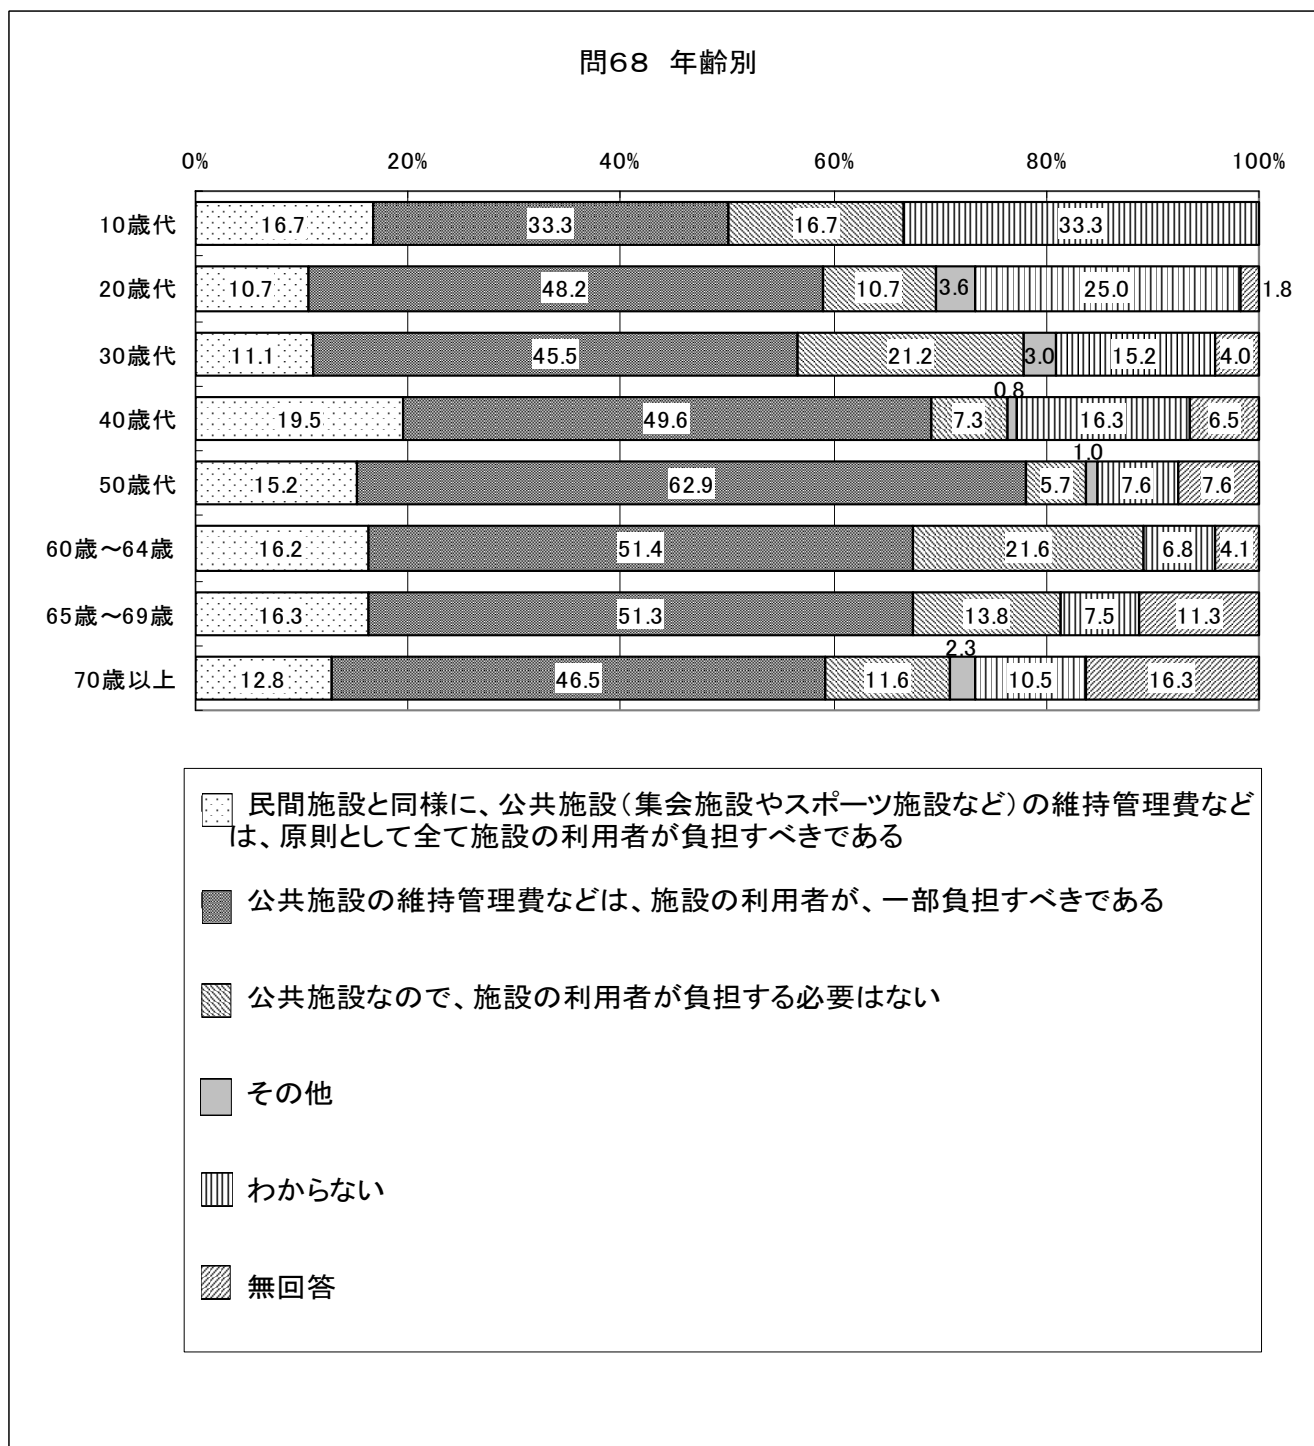 問68 年齢別
0% 20% 40% 60% 80% 100%
10歳代 16.7 33.3 16.7 33.3
20歳代 10.7 48.2 10.7 3.6 25.0 1.8
30歳代 11.1 45.5 21.2 3.0 15.2 4.0
0.8
40歳代 19.5 49.6 7.3 16.3 6.5
1.0
50歳代 15.2 62.9 5.7 7.6 7.6
60歳～64歳 16.2 51.4 21.6 6.8 4.1
65歳～69歳 16.3 51.3 13.8 7.5 11.3
2.3
70歳以上 12.8 46.5 11.6 10.5 16.3
民間施設と同様に、公共施設（集会施設やスポーツ施設など）の維持管理費など
は、原則として全て施設の利用者が負担すべきである
公共施設の維持管理費などは、施設の利用者が、一部負担すべきである
公共施設なので、施設の利用者が負担する必要はない
その他
わからない
無回答